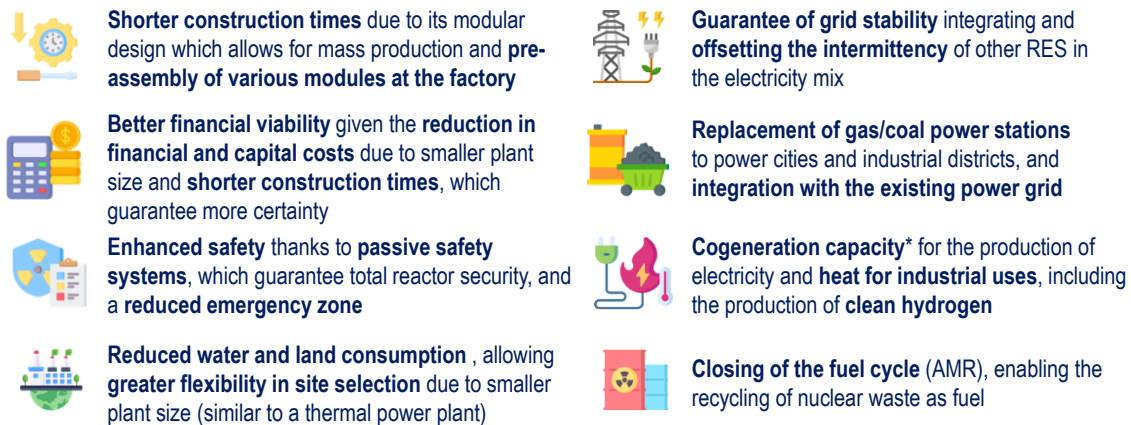 Shorter construction times due to its modular
design which allows for mass production and pre-
assembly of various modules at the factory
Better financial viability given the reduction in
financial and capital costs due to smaller plant
size and shorter construction times, which
guarantee more certainty
Enhanced safety thanks to passive safety
systems, which guarantee total reactor security, and
a reduced emergency zone
Reduced water and land consumption , allowing
greater flexibility in site selection due to smaller
plant size (similar to a thermal power plant)
Guarantee of grid stability integrating and
offsetting the intermittency of other RES in
the electricity mix
Replacement of gas/coal power stations
to power cities and industrial districts, and
integration with the existing power grid
Cogeneration capacity* for the production of
electricity and heat for industrial uses, including
the production of clean hydrogen
Closing of the fuel cycle (AMR), enabling the
recycling of nuclear waste as fuel